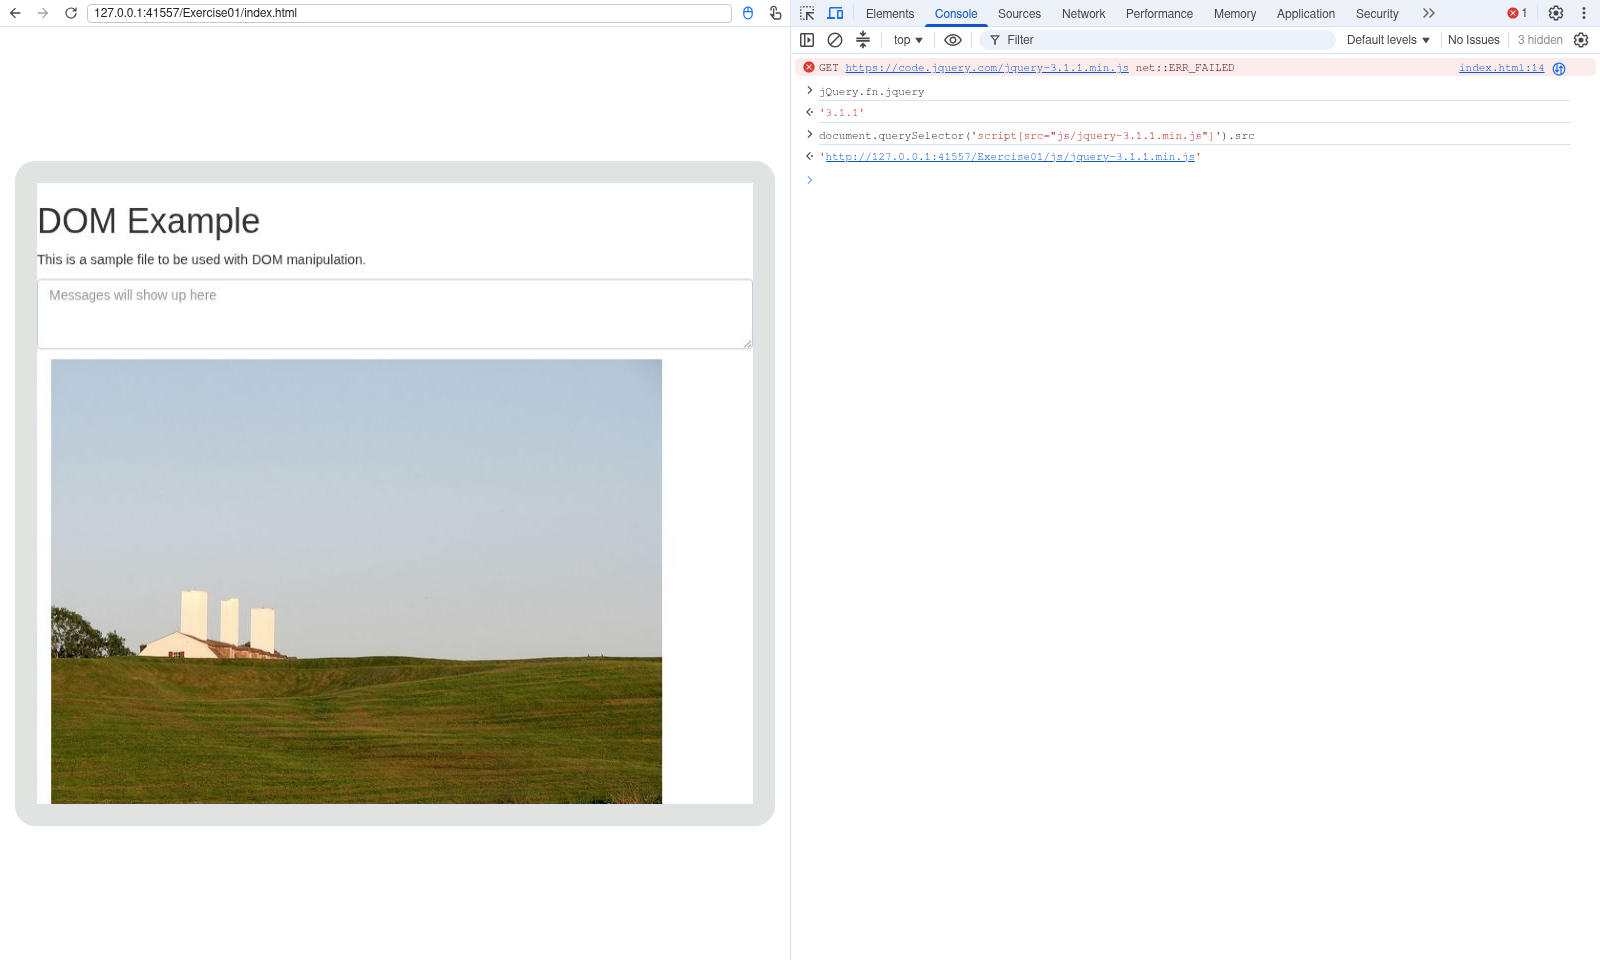 127.0.0.1:41557/Exercise01/index.html
DOM Example
This is a sample file to be used with DOM manipulation.
Messages will show up here
Elements Console Sources Network Performance Memory Application Security 1
top Filter Default levels No Issues 3 hidden
GET https://code.jquery.com/jquery-3.1.1.min.js net::ERR_FAILED index.html:14
jQuery.fn.jquery
'3.1.1'
document.querySelector('script[src="js/jquery-3.1.1.min.js"]').src
'http://127.0.0.1:41557/Exercise01/js/jquery-3.1.1.min.js'